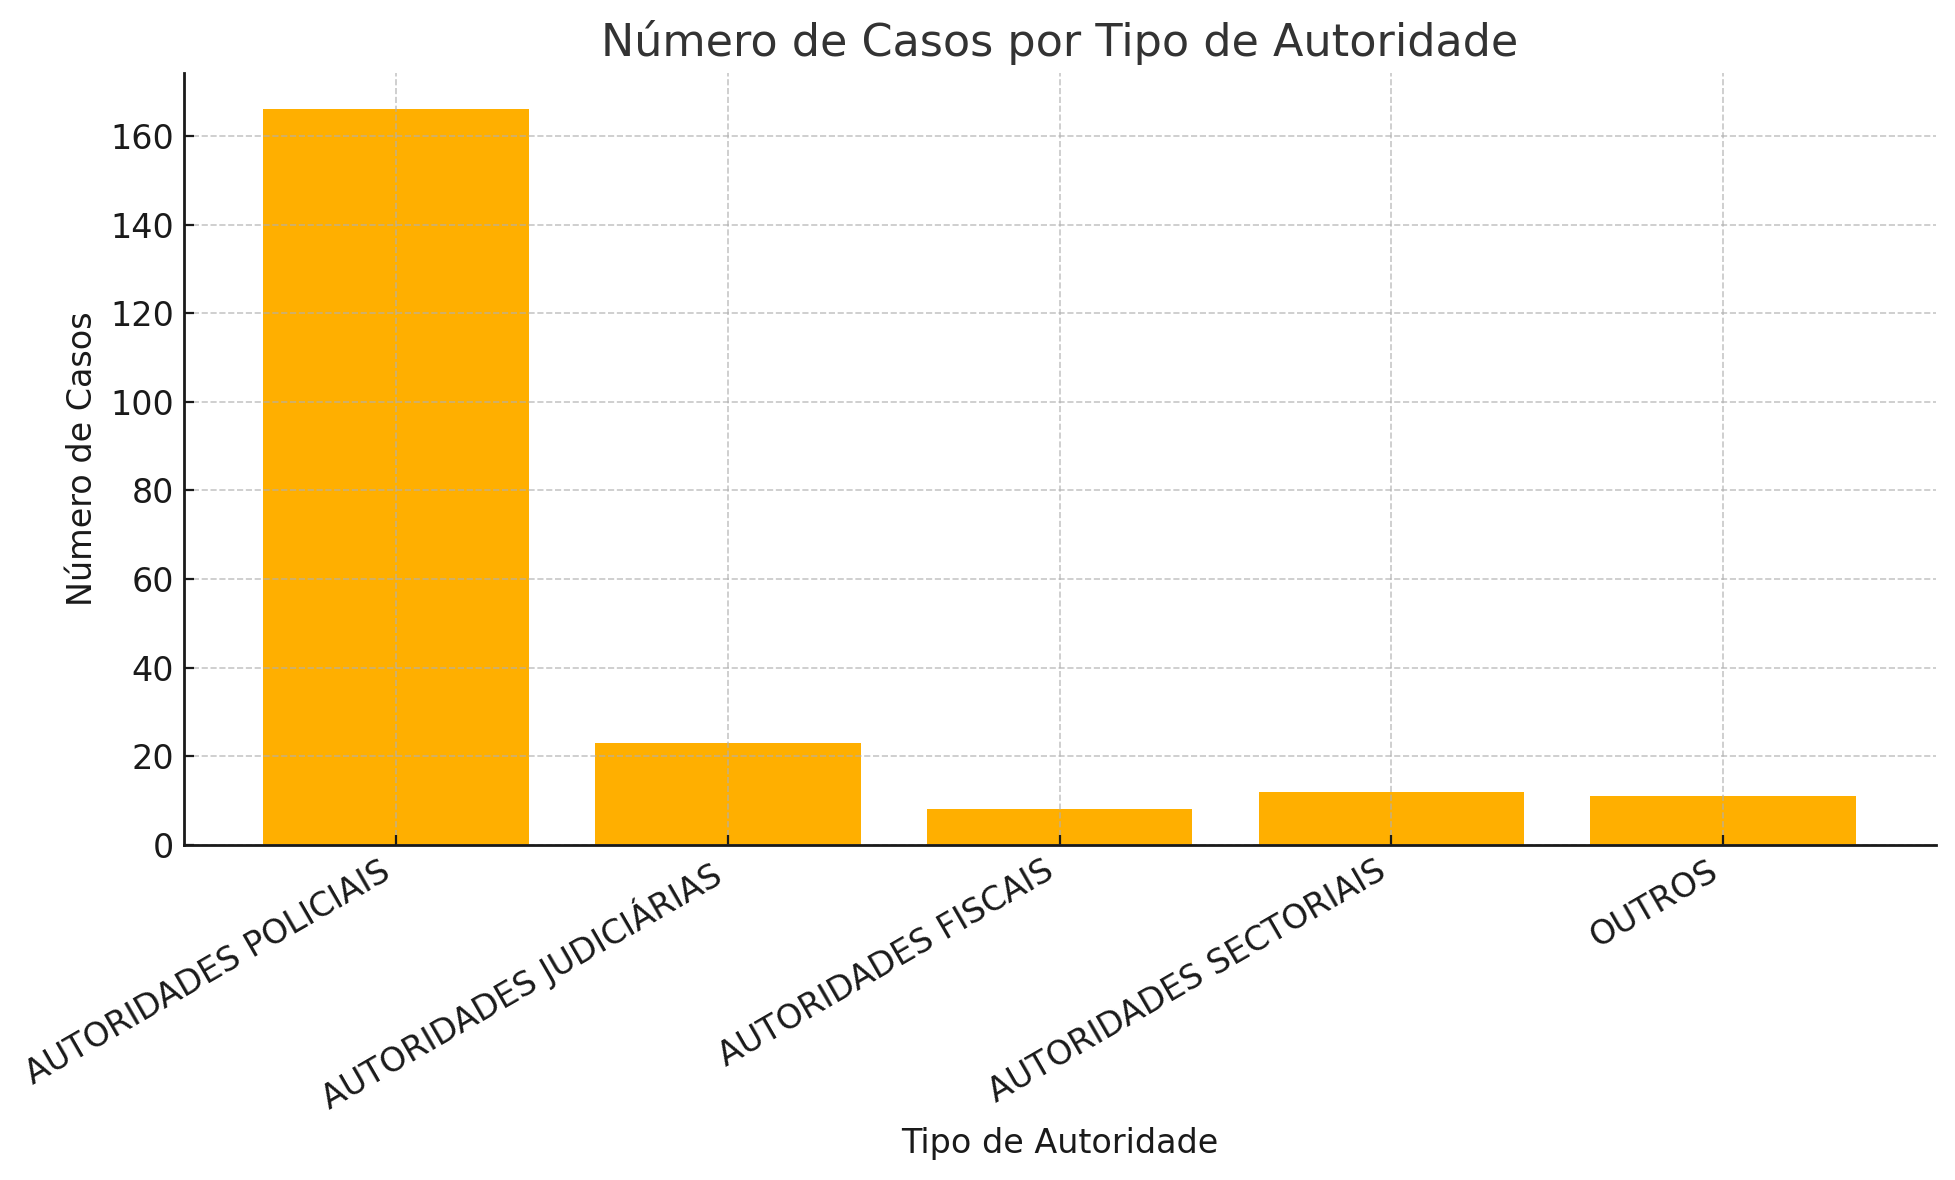 Número de Casos por Tipo de Autoridade
Número de Casos
160
140
120
100
80
60
40
20
0
AUTORIDADES POLICIAIS
AUTORIDADES JUDICIÁRIAS
AUTORIDADES FISCAIS
AUTORIDADES SECTORIAIS
OUTROS
Tipo de Autoridade